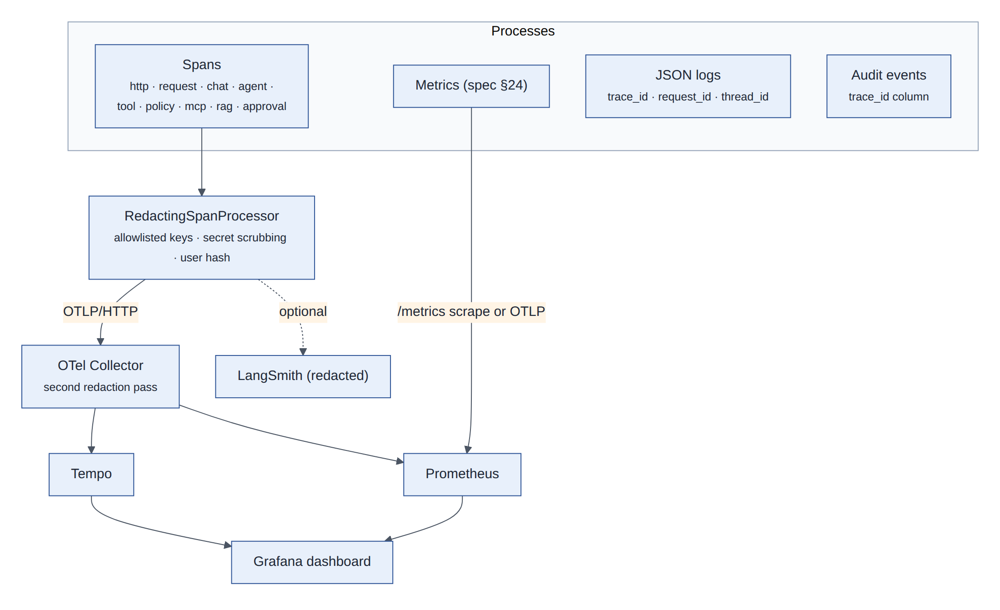 Processes
Spans
http · request · chat · agent ·
tool · policy · mcp · rag · approval
Metrics (spec §24)
JSON logs
trace_id · request_id · thread_id
Audit events
trace_id column
RedactingSpanProcessor
allowlisted keys · secret scrubbing
· user hash
OTLP/HTTP
optional
/metrics scrape or OTLP
OTel Collector
second redaction pass
LangSmith (redacted)
Tempo
Prometheus
Grafana dashboard